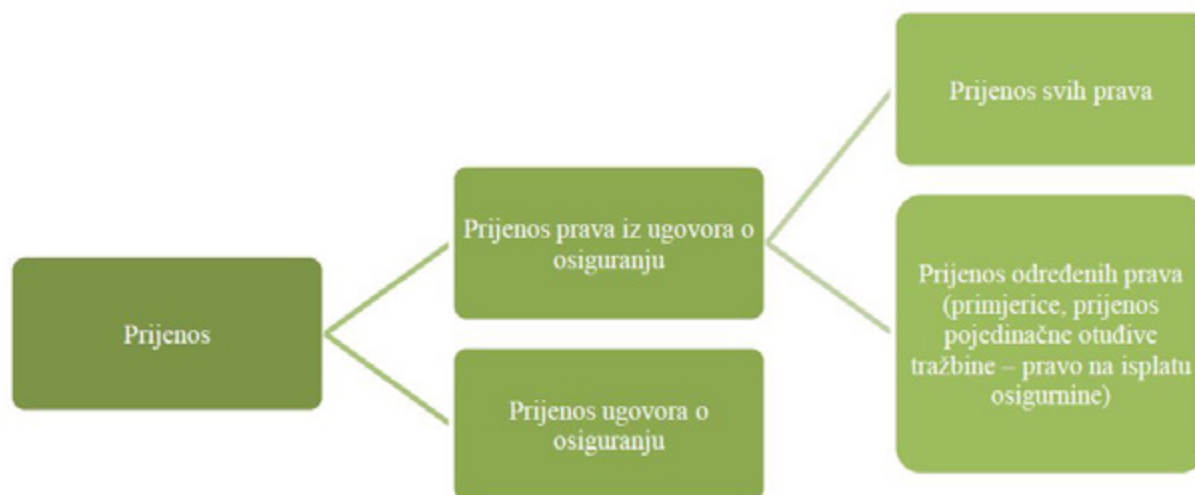 Prijenos
Prijenos prava iz ugovora o
osiguranju
Prijenos ugovora o
osiguranju
Prijenos svih prava
Prijenos određenih prava
(primjerice, prijenos
pojedinačne otuđive
tražbine – pravo na isplatu
osigurnine)